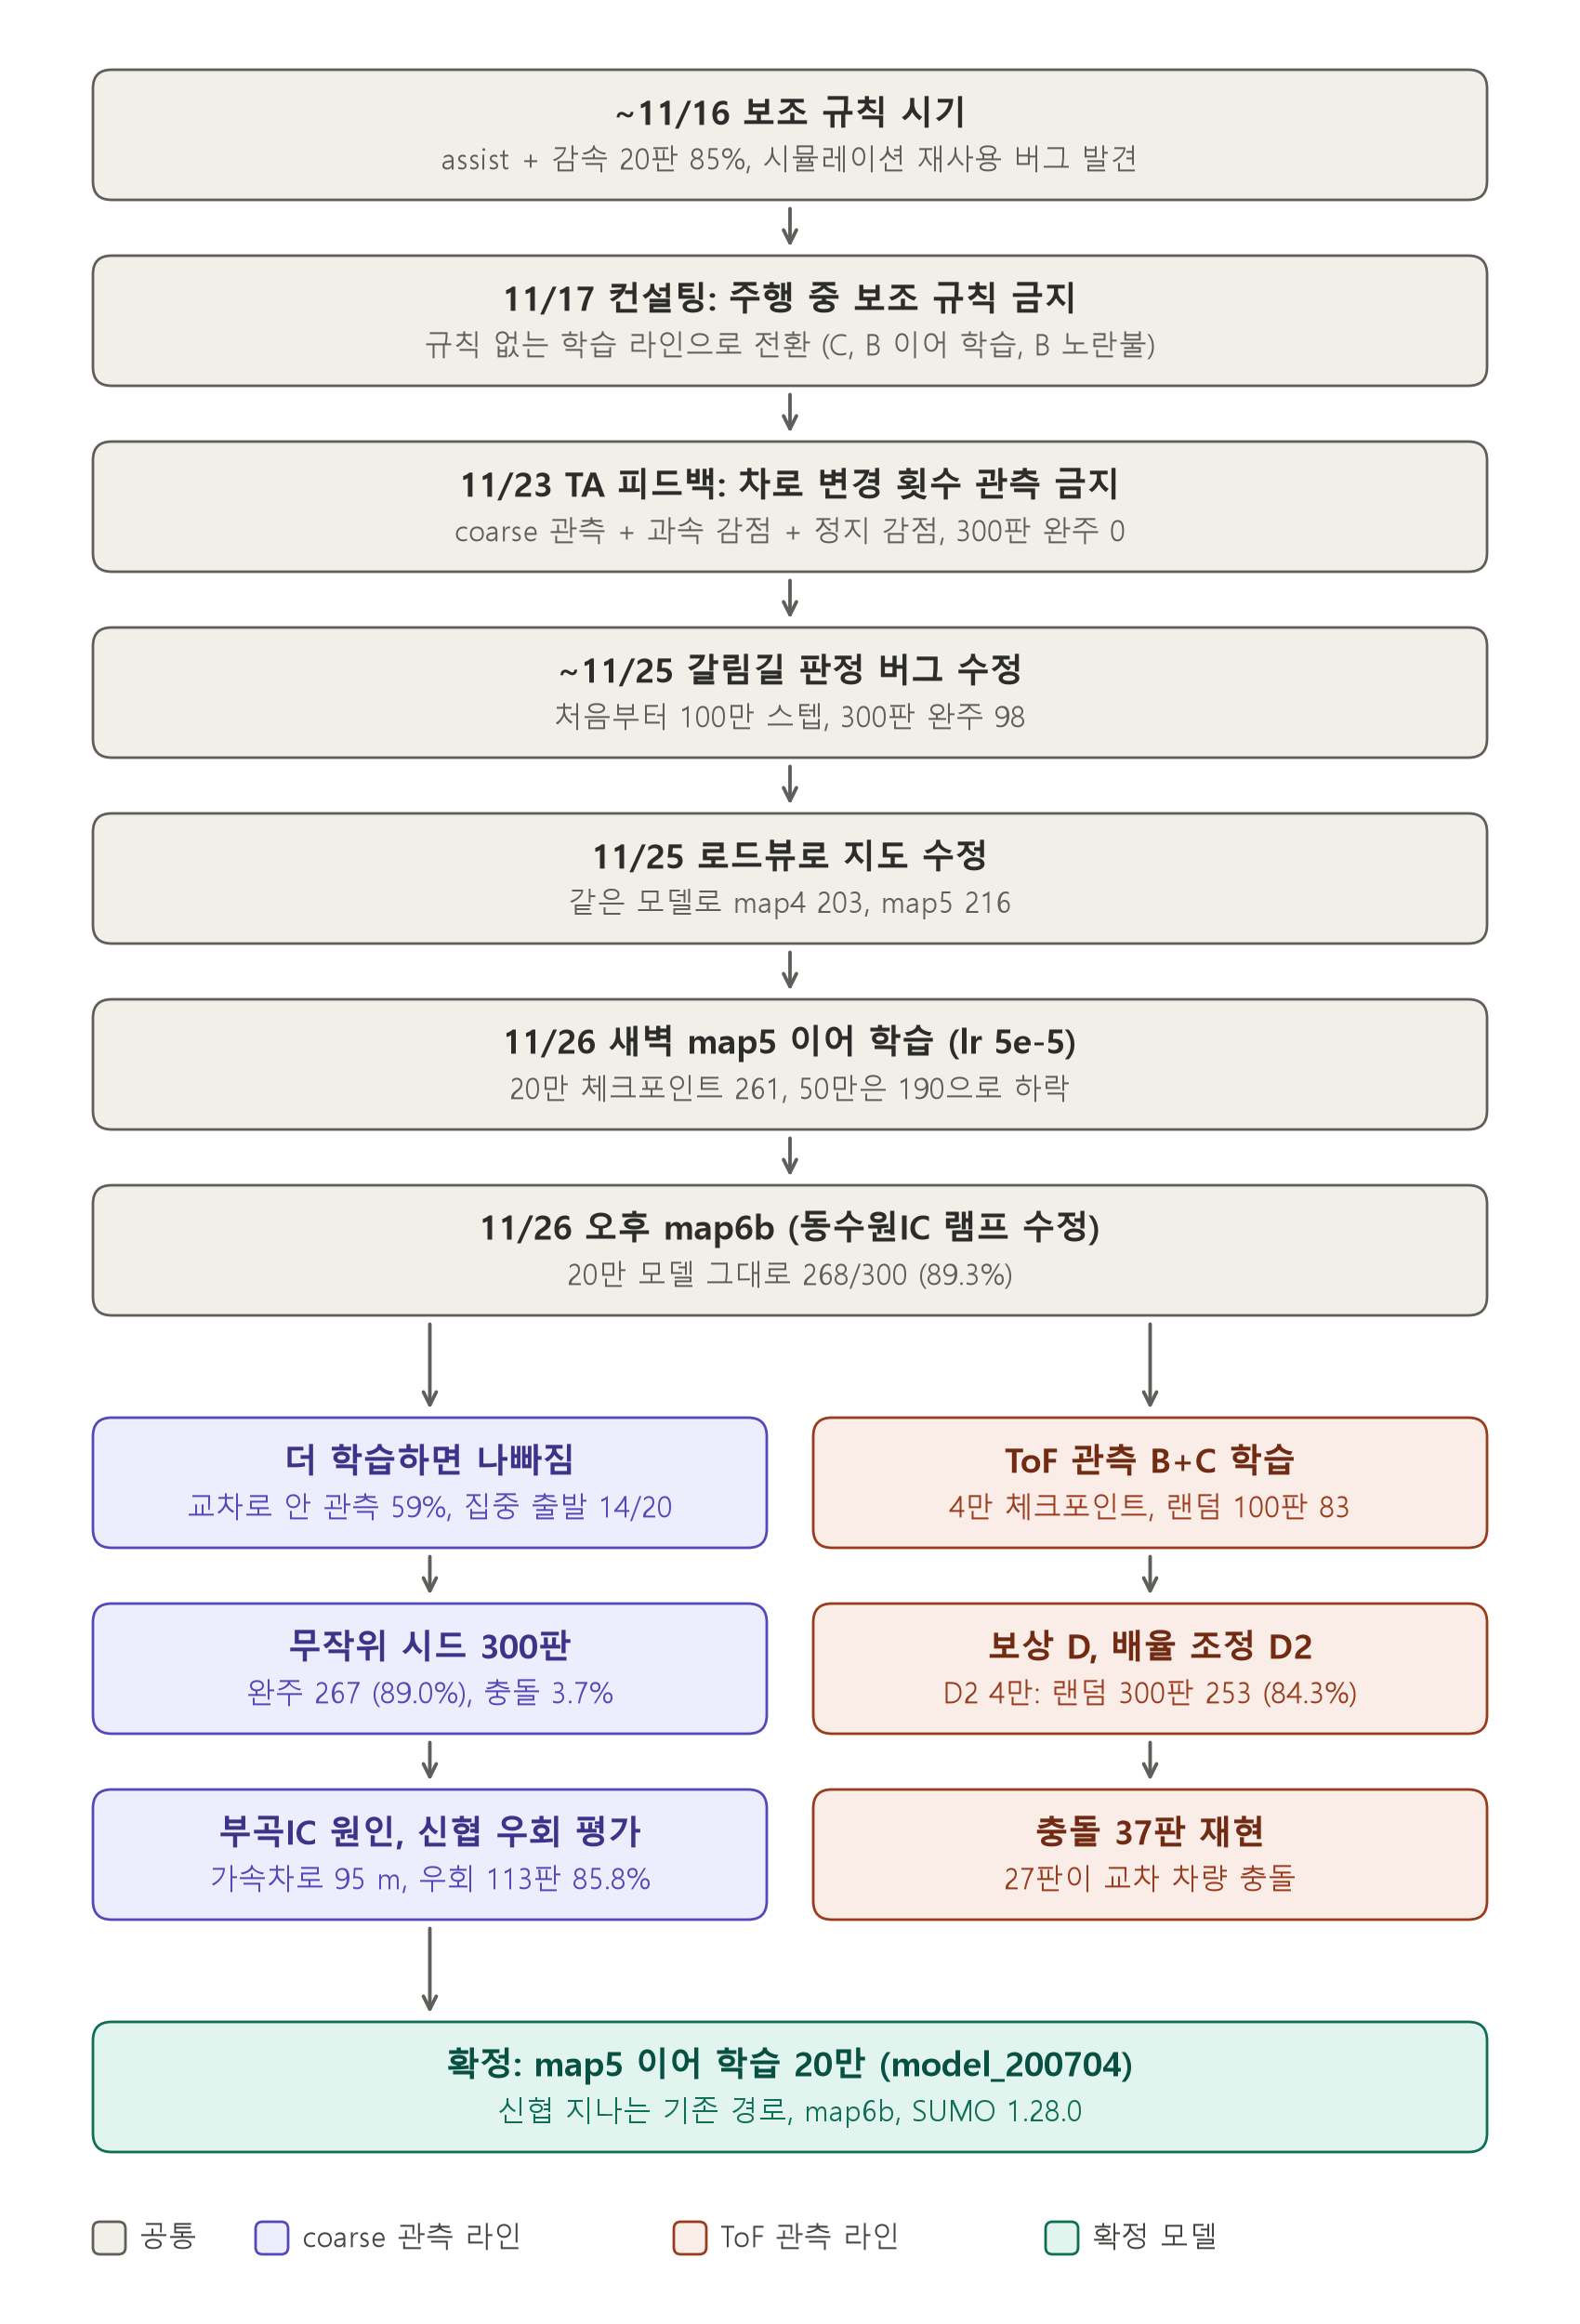 ~11/16 보조 규칙 시기
assist + 감속 20판 85%, 시뮬레이션 재사용 버그 발견
11/17 컨설팅: 주행 중 보조 규칙 금지
규칙 없는 학습 라인으로 전환 (C, B 이어 학습, B 노란불)
11/23 TA 피드백: 차로 변경 횟수 관측 금지
coarse 관측 + 과속 감점 + 정지 감점, 300판 완주 0
~11/25 갈림길 판정 버그 수정
처음부터 100만 스텝, 300판 완주 98
11/25 로드뷰로 지도 수정
같은 모델로 map4 203, map5 216
11/26 새벽 map5 이어 학습 (lr 5e-5)
20만 체크포인트 261, 50만은 190으로 하락
11/26 오후 map6b (동수원IC 램프 수정)
20만 모델 그대로 268/300 (89.3%)
더 학습하면 나빠짐
교차로 안 관측 59%, 집중 출발 14/20
ToF 관측 B+C 학습
4만 체크포인트, 랜덤 100판 83
무작위 시드 300판
완주 267 (89.0%), 충돌 3.7%
보상 D, 배율 조정 D2
D2 4만: 랜덤 300판 253 (84.3%)
부곡IC 원인, 신협 우회 평가
가속차로 95 m, 우회 113판 85.8%
충돌 37판 재현
27판이 교차 차량 충돌
확정: map5 이어 학습 20만 (model_200704)
신협 지나는 기존 경로, map6b, SUMO 1.28.0
공통
coarse 관측 라인
ToF 관측 라인
확정 모델